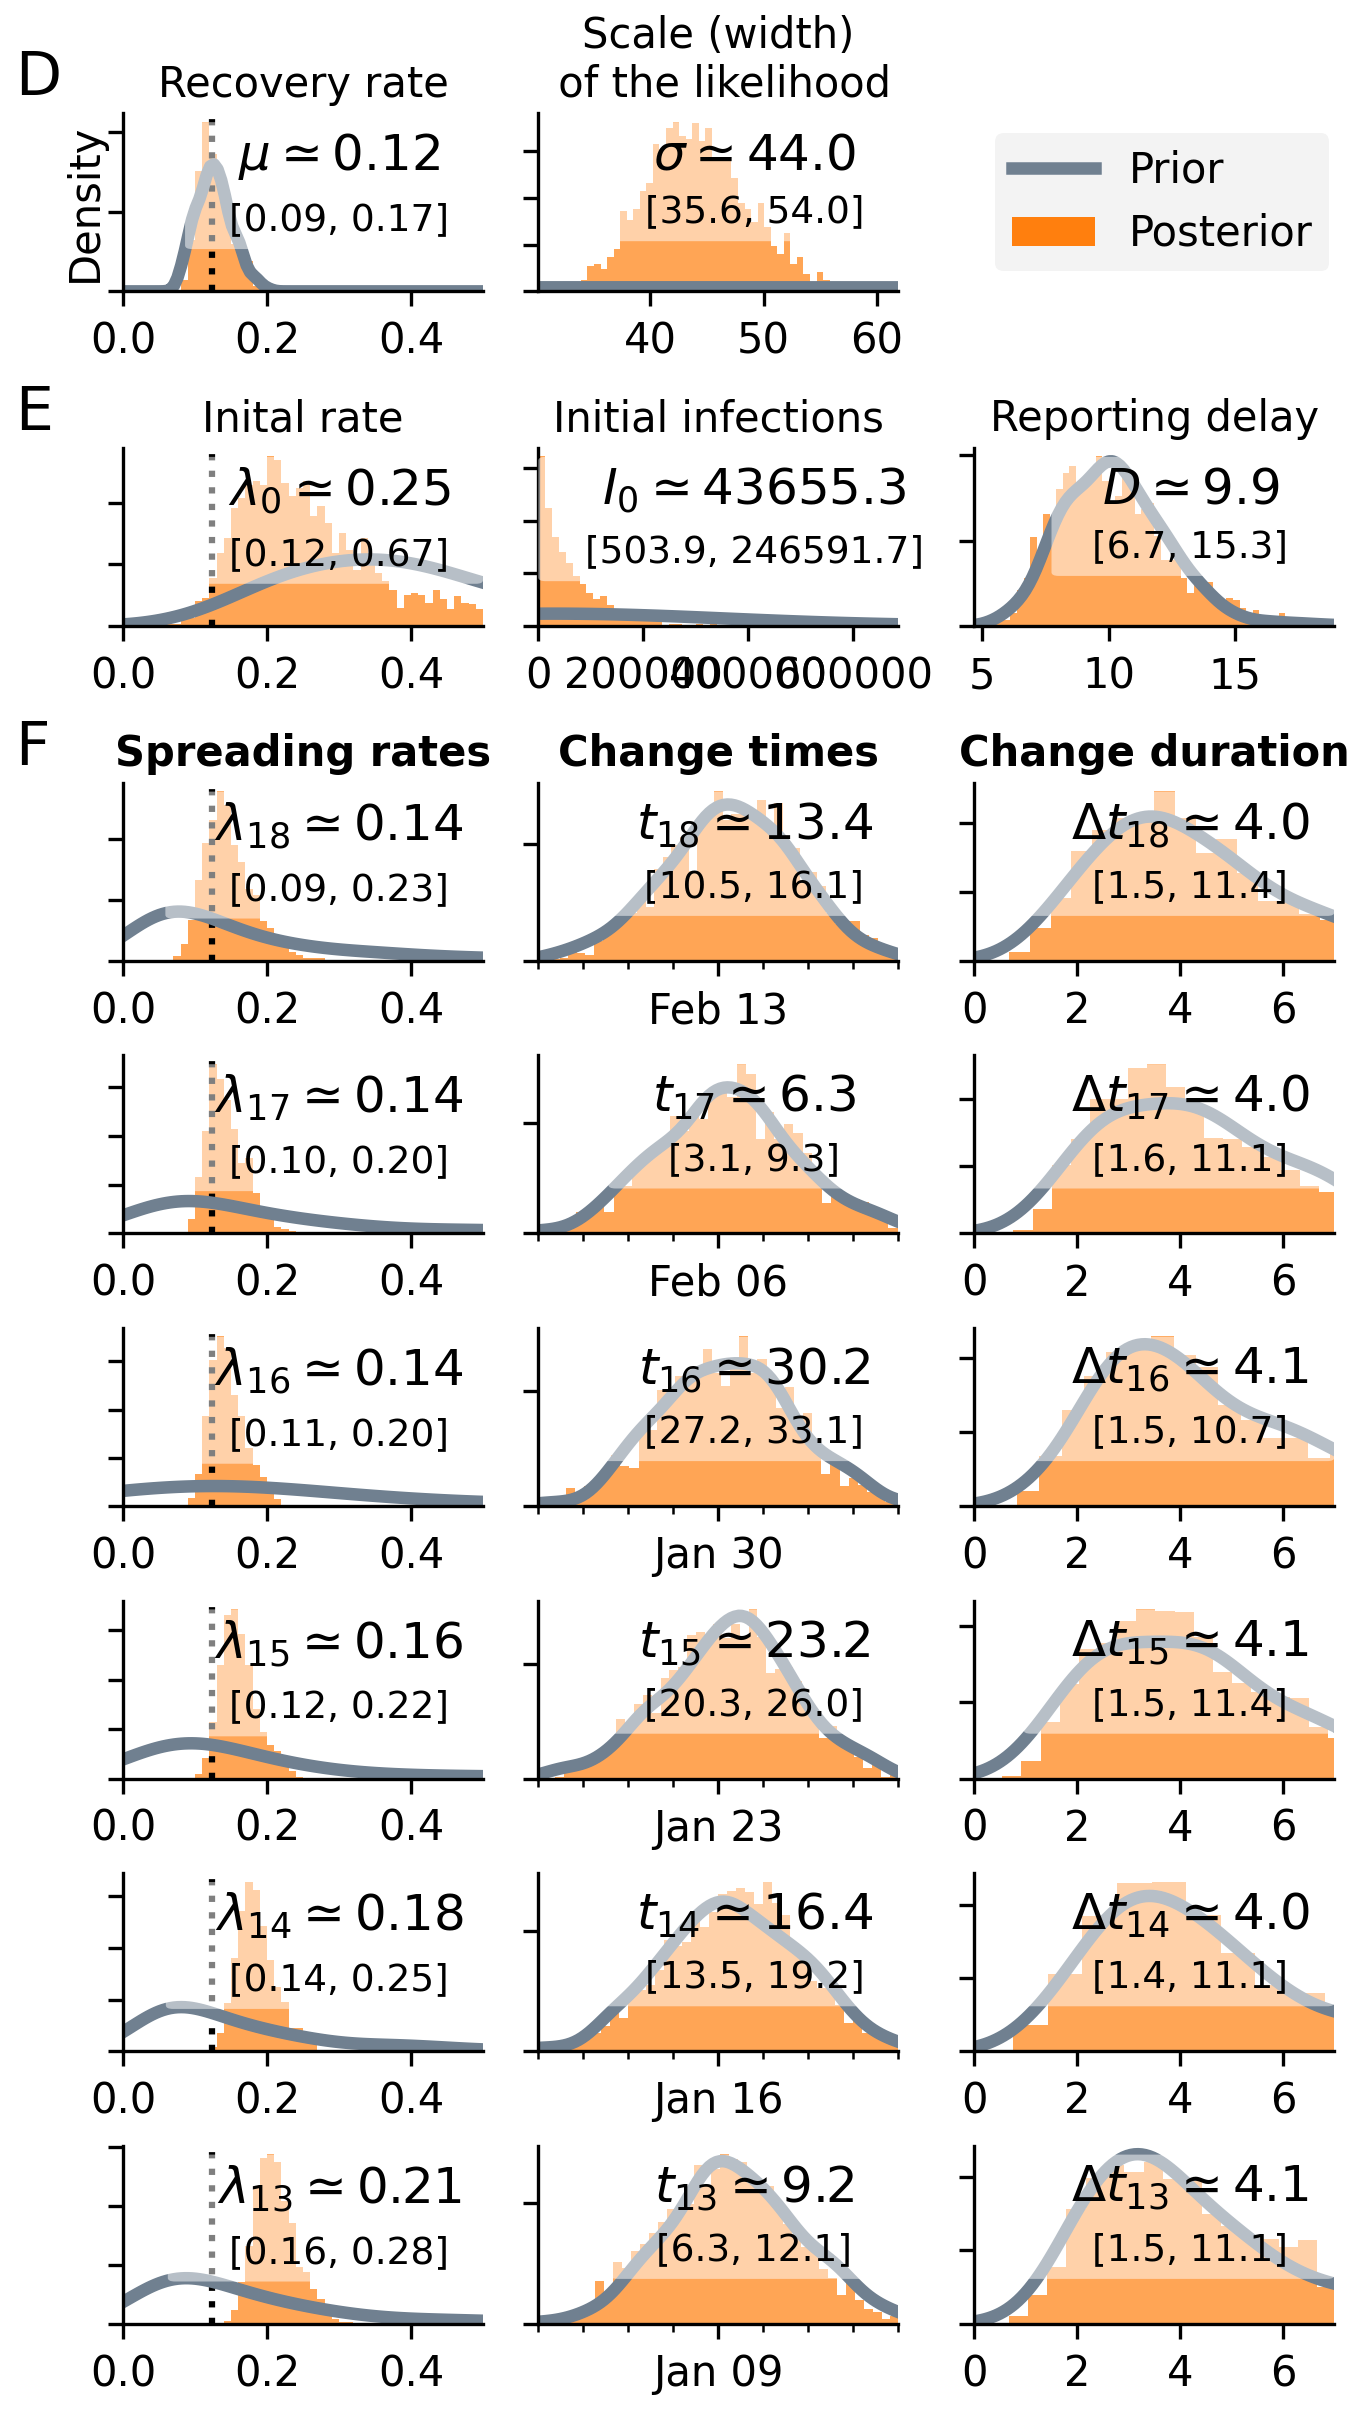 D
Recovery rate
Scale (width)
of the likelihood
Density
μ ≃ 0.12
[0.09, 0.17]
σ ≃ 44.0
[35.6, 54.0]
Prior
Posterior
0.0 0.2 0.4
40 50 60
E
Inital rate
Initial infections
Reporting delay
λ0 ≃ 0.25
[0.12, 0.67]
I0 ≃ 43655.3
[503.9, 246591.7]
D ≃ 9.9
[6.7, 15.3]
0.0 0.2 0.4
0 200000 400000 600000
5 10 15
F
Spreading rates
Change times
Change duration
λ18 ≃ 0.14
[0.09, 0.23]
t18 ≃ 13.4
[10.5, 16.1]
Δt18 ≃ 4.0
[1.5, 11.4]
0.0 0.2 0.4
Feb 13
0 2 4 6
λ17 ≃ 0.14
[0.10, 0.20]
t17 ≃ 6.3
[3.1, 9.3]
Δt17 ≃ 4.0
[1.6, 11.1]
0.0 0.2 0.4
Feb 06
0 2 4 6
λ16 ≃ 0.14
[0.11, 0.20]
t16 ≃ 30.2
[27.2, 33.1]
Δt16 ≃ 4.1
[1.5, 10.7]
0.0 0.2 0.4
Jan 30
0 2 4 6
λ15 ≃ 0.16
[0.12, 0.22]
t15 ≃ 23.2
[20.3, 26.0]
Δt15 ≃ 4.1
[1.5, 11.4]
0.0 0.2 0.4
Jan 23
0 2 4 6
λ14 ≃ 0.18
[0.14, 0.25]
t14 ≃ 16.4
[13.5, 19.2]
Δt14 ≃ 4.0
[1.4, 11.1]
0.0 0.2 0.4
Jan 16
0 2 4 6
λ13 ≃ 0.21
[0.16, 0.28]
t13 ≃ 9.2
[6.3, 12.1]
Δt13 ≃ 4.1
[1.5, 11.1]
0.0 0.2 0.4
Jan 09
0 2 4 6